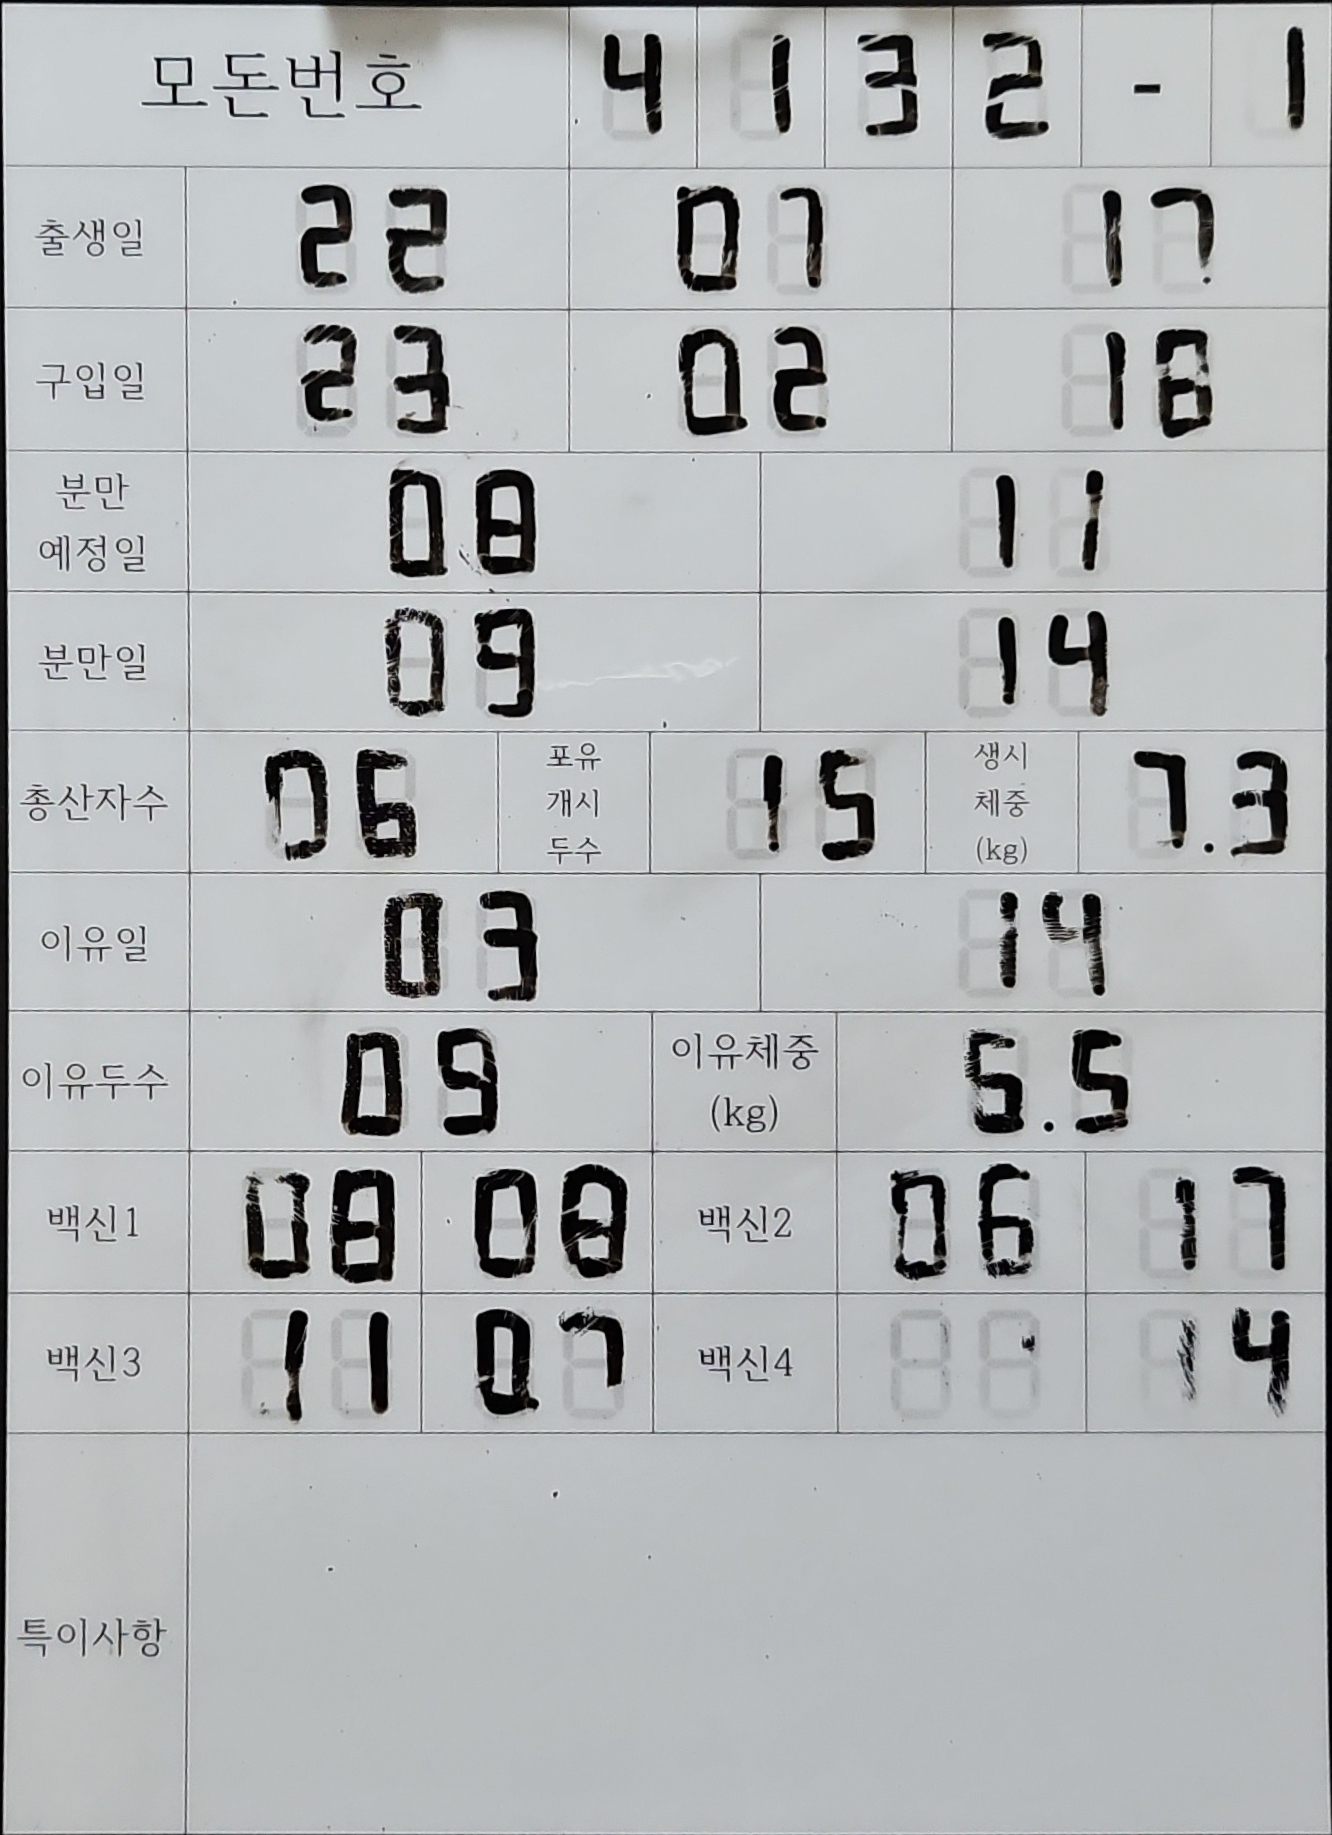 모돈번호 4 1 3 2 - 1
출생일 22 07 17
구입일 23 02 18
분만 예정일 08 11
분만일 09 14
총산자수 06 포유 개시 두수 15 생시 체중 (kg) 7.3
이유일 03 14
이유두수 09 이유체중 (kg) 6.5
백신1 08 08 백신2 06 17
백신3 11 07 백신4 14
특이사항